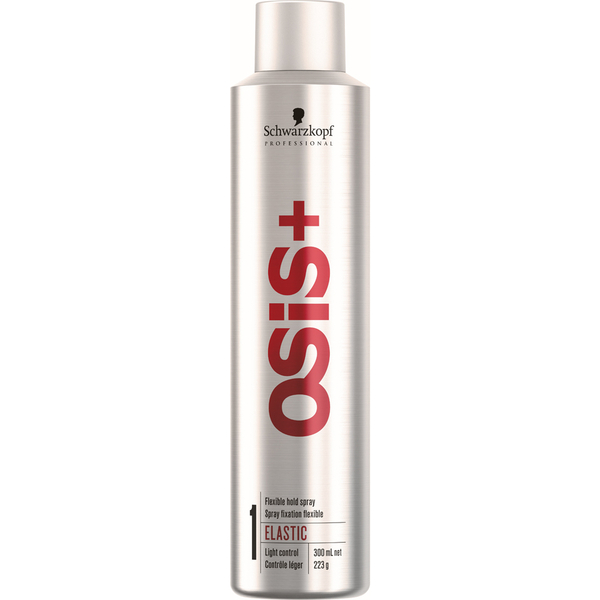 Schwarzkopf
PROFESSIONAL
OSiS+
Flexible hold spray
Spray fixation flexible
1
ELASTIC
Light control 300 mL net
Contrôle léger 223 g